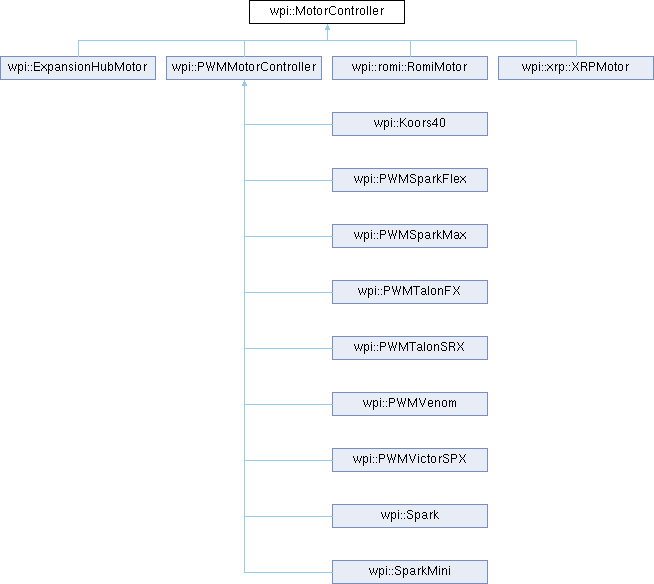 wpi::MotorController
wpi::ExpansionHubMotor
wpi::PWMMotorController
wpi::romi::RomiMotor
wpi::xrp::XRPMotor
wpi::Koors40
wpi::PWMSparkFlex
wpi::PWMSparkMax
wpi::PWMTalonFX
wpi::PWMTalonSRX
wpi::PWMVenom
wpi::PWMVictorSPX
wpi::Spark
wpi::SparkMini